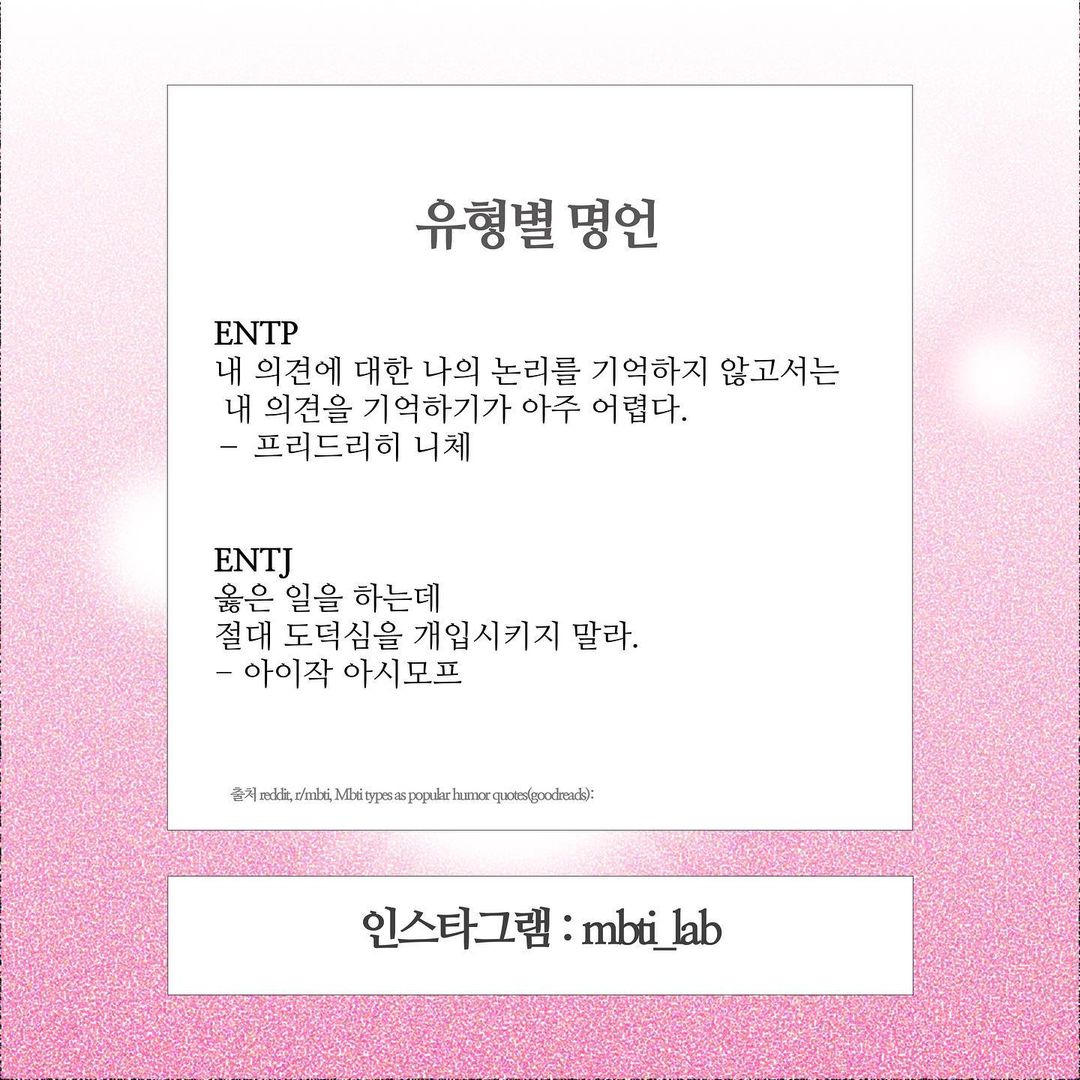 유형별 명언
ENTP
내 의견에 대한 나의 논리를 기억하지 않고서는
내 의견을 기억하기가 아주 어렵다.
- 프리드리히 니체
ENTJ
옳은 일을 하는데
절대 도덕심을 개입시키지 말라.
- 아이작 아시모프
출처 reddit, r/mbti, Mbti types as popular humor quotes(goodreads):
인스타그램 : mbti_lab